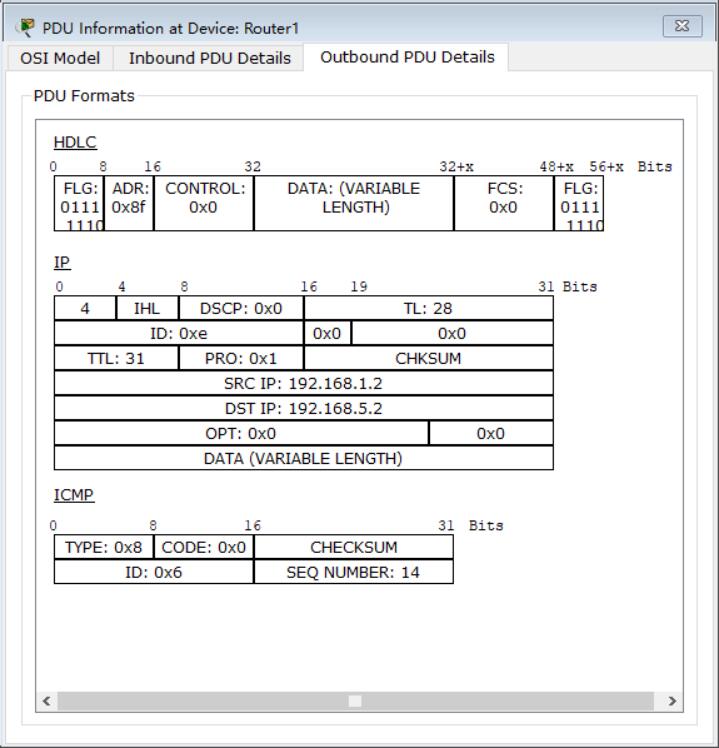 PDU Information at Device: Router1
OSI Model Inbound PDU Details Outbound PDU Details
PDU Formats
HDLC
0 8 16 32 32+x 48+x 56+x Bits
FLG: 0111 1110 ADR: 0x8f CONTROL: 0x0 DATA: (VARIABLE LENGTH) FCS: 0x0 FLG: 0111 1110
IP
0 4 8 16 19 31 Bits
4 IHL DSCP: 0x0 TL: 28
ID: 0xe 0x0 0x0
TTL: 31 PRO: 0x1 CHKSUM
SRC IP: 192.168.1.2
DST IP: 192.168.5.2
OPT: 0x0 0x0
DATA (VARIABLE LENGTH)
ICMP
0 8 16 31 Bits
TYPE: 0x8 CODE: 0x0 CHECKSUM
ID: 0x6 SEQ NUMBER: 14